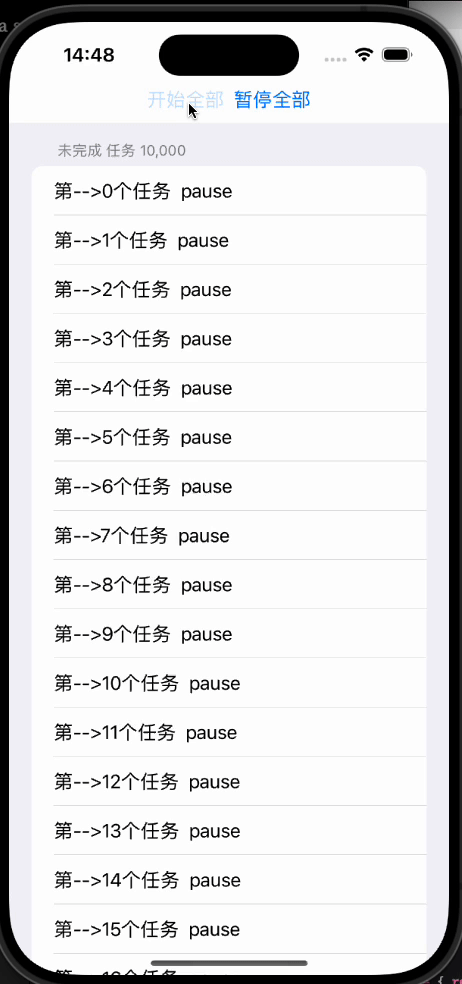 14:48
开始全部 暂停全部
未完成 任务 10,000
第-->0个任务 pause
第-->1个任务 pause
第-->2个任务 pause
第-->3个任务 pause
第-->4个任务 pause
第-->5个任务 pause
第-->6个任务 pause
第-->7个任务 pause
第-->8个任务 pause
第-->9个任务 pause
第-->10个任务 pause
第-->11个任务 pause
第-->12个任务 pause
第-->13个任务 pause
第-->14个任务 pause
第-->15个任务 pause